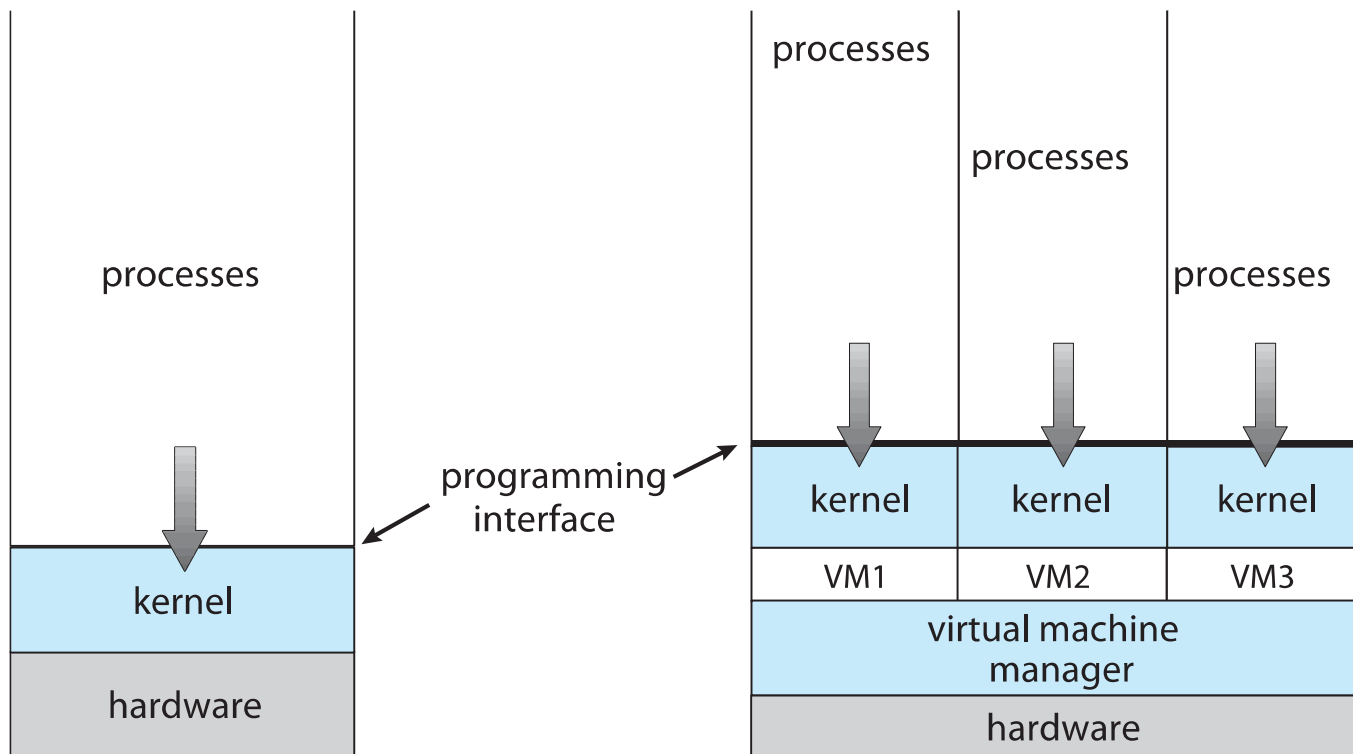 processes
kernel
hardware
programming
interface
processes
processes
processes
kernel
kernel
kernel
VM1
VM2
VM3
virtual machine
manager
hardware